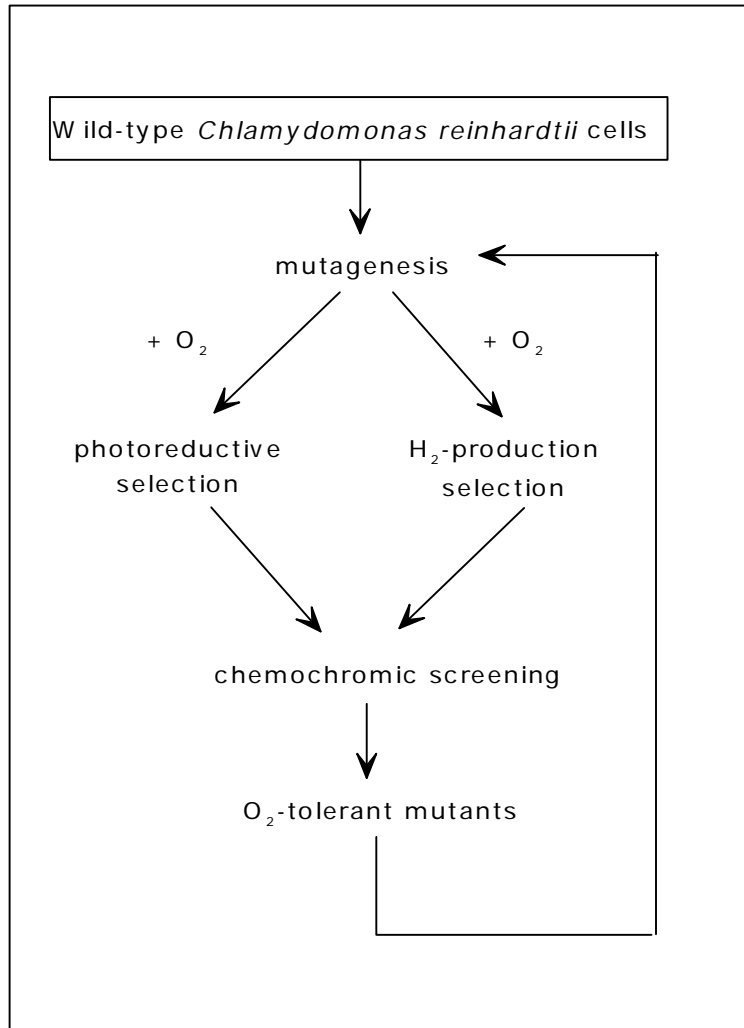 Wild-type Chlamydomonas reinhardtii cells
mutagenesis
+ O₂
+ O₂
photoreductive
selection
H₂-production
selection
chemochromic screening
O₂-tolerant mutants